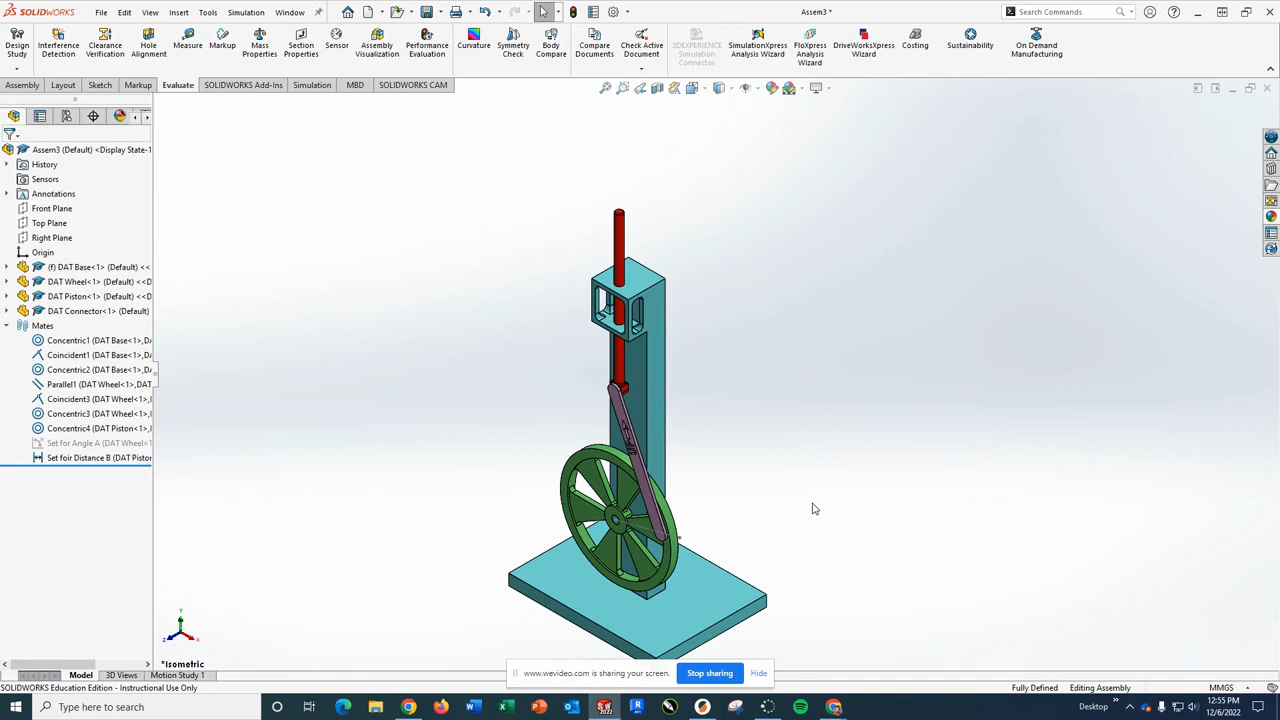 SOLIDWORKS File Edit View Insert Tools Simulation Window Assem3 * Search Commands
Design Study
Interference Detection
Clearance Verification
Hole Alignment
Measure
Markup
Mass Properties
Section Properties
Sensor
Assembly Visualization
Performance Evaluation
Curvature
Symmetry Check
Body Compare
Compare Documents
Check Active Document
3DEXPERIENCE Simulation Connector
SimulationXpress Analysis Wizard
FloXpress Analysis Wizard
DriveWorksXpress Wizard
Costing
Sustainability
On Demand Manufacturing
Assembly Layout Sketch Markup Evaluate SOLIDWORKS Add-Ins Simulation MBD SOLIDWORKS CAM
Assem3 (Default) <Display State-1
History
Sensors
Annotations
Front Plane
Top Plane
Right Plane
Origin
(f) DAT Base<1> (Default) <<
DAT Wheel<1> (Default) <<D
DAT Piston<1> (Default) <<D
DAT Connector<1> (Default)
Mates
Concentric1 (DAT Base<1>,DA
Coincident1 (DAT Base<1>,DA
Concentric2 (DAT Base<1>,DA
Parallel1 (DAT Wheel<1>,DAT
Coincident3 (DAT Wheel<1>,I
Concentric3 (DAT Wheel<1>,I
Concentric4 (DAT Piston<1>,I
Set for Angle A (DAT Wheel<1
Set foir Distance B (DAT Piston
Y
Z
X
*Isometric
www.wevideo.com is sharing your screen. Stop sharing Hide
Model 3D Views Motion Study 1
SOLIDWORKS Education Edition - Instructional Use Only Fully Defined Editing Assembly MMGS
Type here to search Desktop 12:55 PM
12/6/2022